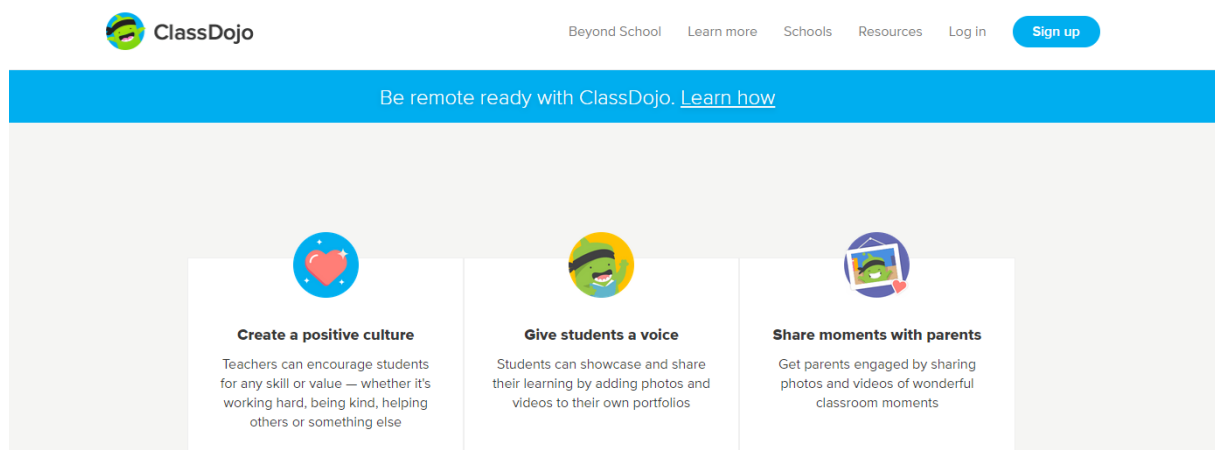 ClassDojo
Beyond School Learn more Schools Resources Log in Sign up
Be remote ready with ClassDojo. Learn how
Create a positive culture
Teachers can encourage students
for any skill or value — whether it's
working hard, being kind, helping
others or something else
Give students a voice
Students can showcase and share
their learning by adding photos and
videos to their own portfolios
Share moments with parents
Get parents engaged by sharing
photos and videos of wonderful
classroom moments